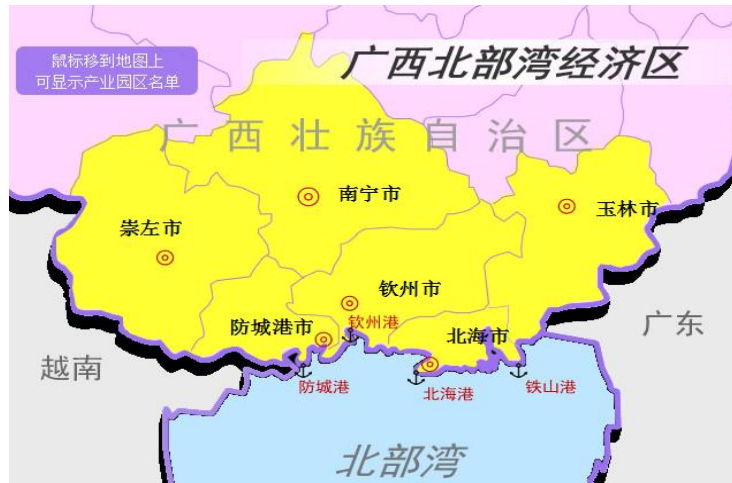 广西北部湾经济区
鼠标移到地图上
可显示产业园区名单
广西壮族自治区
南宁市
玉林市
崇左市
钦州市
钦州港
防城港市
北海市
广东
越南
防城港
北海港
铁山港
北部湾